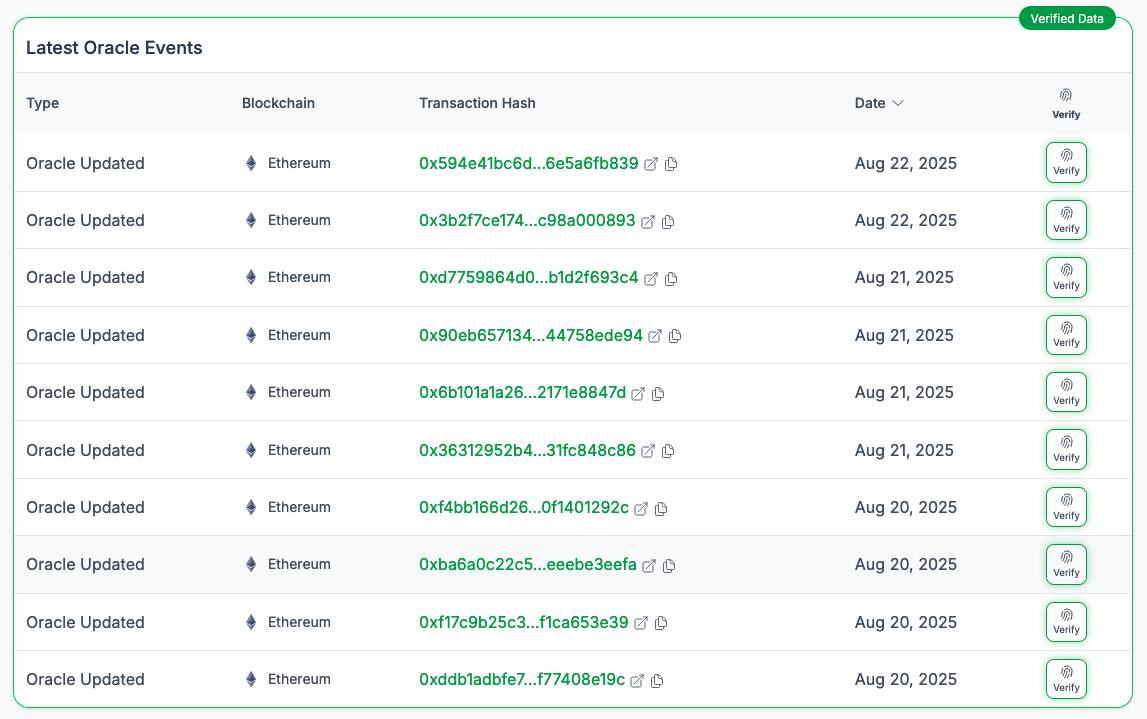 Verified Data
Latest Oracle Events
Type Blockchain Transaction Hash Date Verify
Oracle Updated Ethereum 0x594e41bc6d...6e5a6fb839 Aug 22, 2025 Verify
Oracle Updated Ethereum 0x3b2f7ce174...c98a000893 Aug 22, 2025 Verify
Oracle Updated Ethereum 0xd7759864d0...b1d2f693c4 Aug 21, 2025 Verify
Oracle Updated Ethereum 0x90eb657134...44758ede94 Aug 21, 2025 Verify
Oracle Updated Ethereum 0x6b101a1a26...2171e8847d Aug 21, 2025 Verify
Oracle Updated Ethereum 0x36312952b4...31fc848c86 Aug 21, 2025 Verify
Oracle Updated Ethereum 0xf4bb166d26...0f1401292c Aug 20, 2025 Verify
Oracle Updated Ethereum 0xba6a0c22c5...eeebe3eefa Aug 20, 2025 Verify
Oracle Updated Ethereum 0xf17c9b25c3...f1ca653e39 Aug 20, 2025 Verify
Oracle Updated Ethereum 0xddb1adbfe7...f77408e19c Aug 20, 2025 Verify